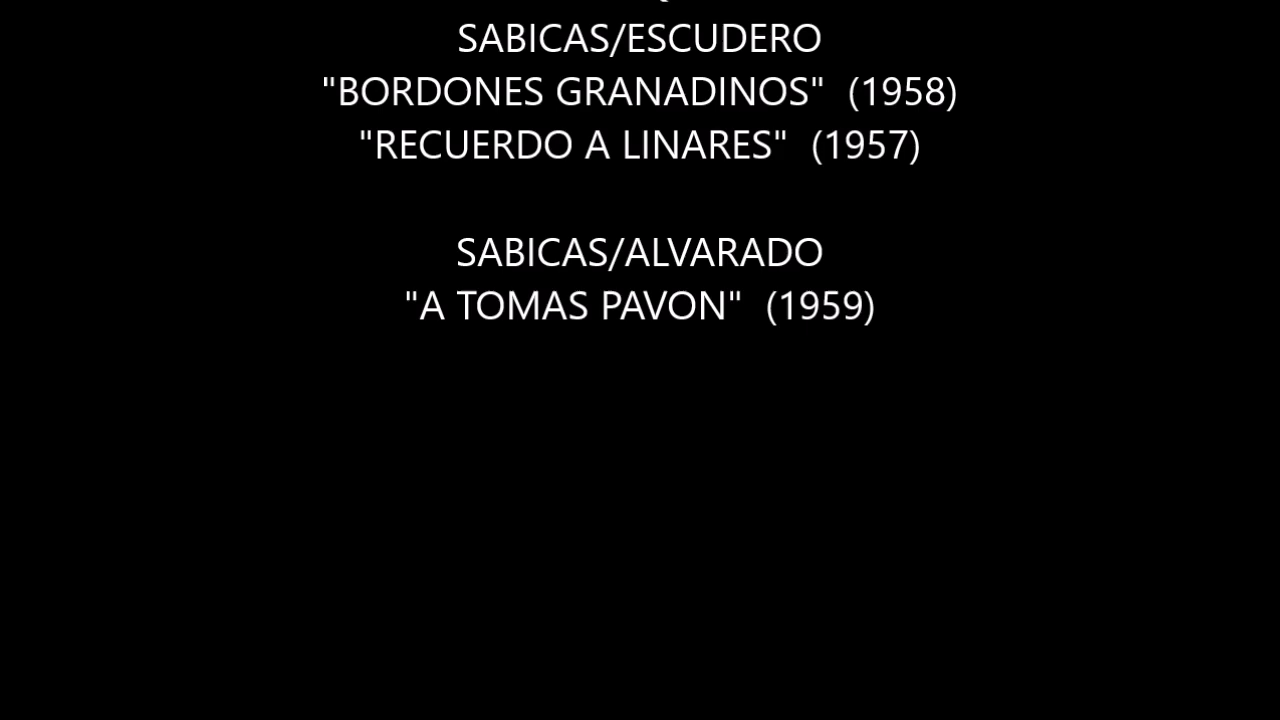 SABICAS/ESCUDERO
"BORDONES GRANADINOS" (1958)
"RECUERDO A LINARES" (1957)
SABICAS/ALVARADO
"A TOMAS PAVON" (1959)